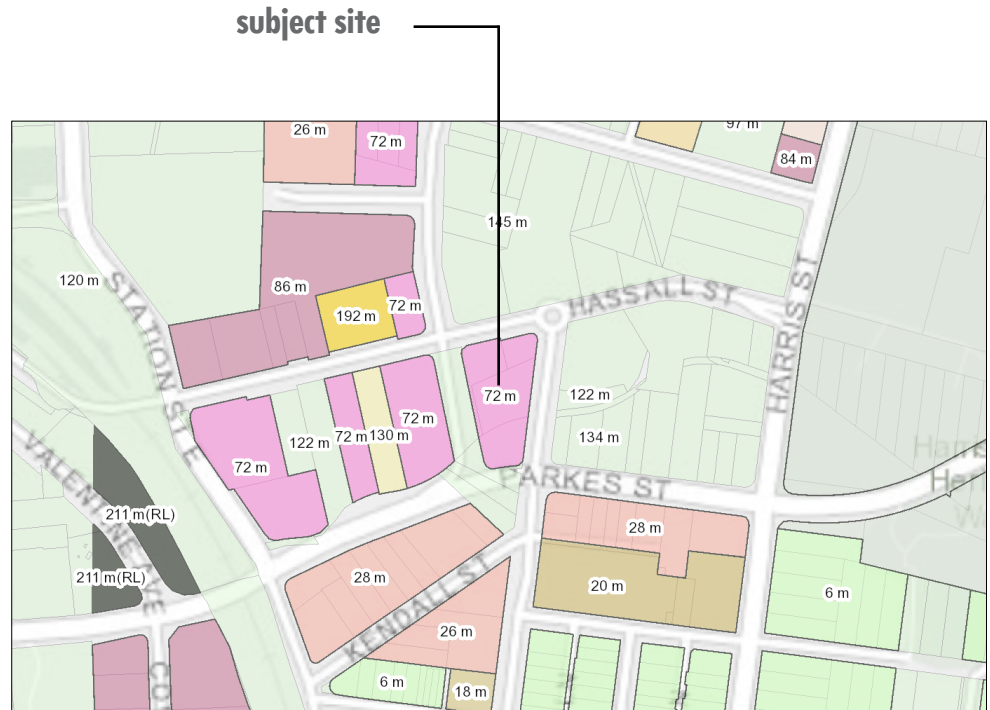 subject site
26 m
72 m
97 m
84 m
145 m
120 m
86 m
192 m
72 m
STATION ST E
HASSALL ST
HARRIS ST
72 m
122 m
72 m
130 m
72 m
72 m
122 m
134 m
PARKES ST
VALENTINE AVE
211 m(RL)
211 m(RL)
28 m
28 m
20 m
KENDALL ST
26 m
6 m
6 m
18 m